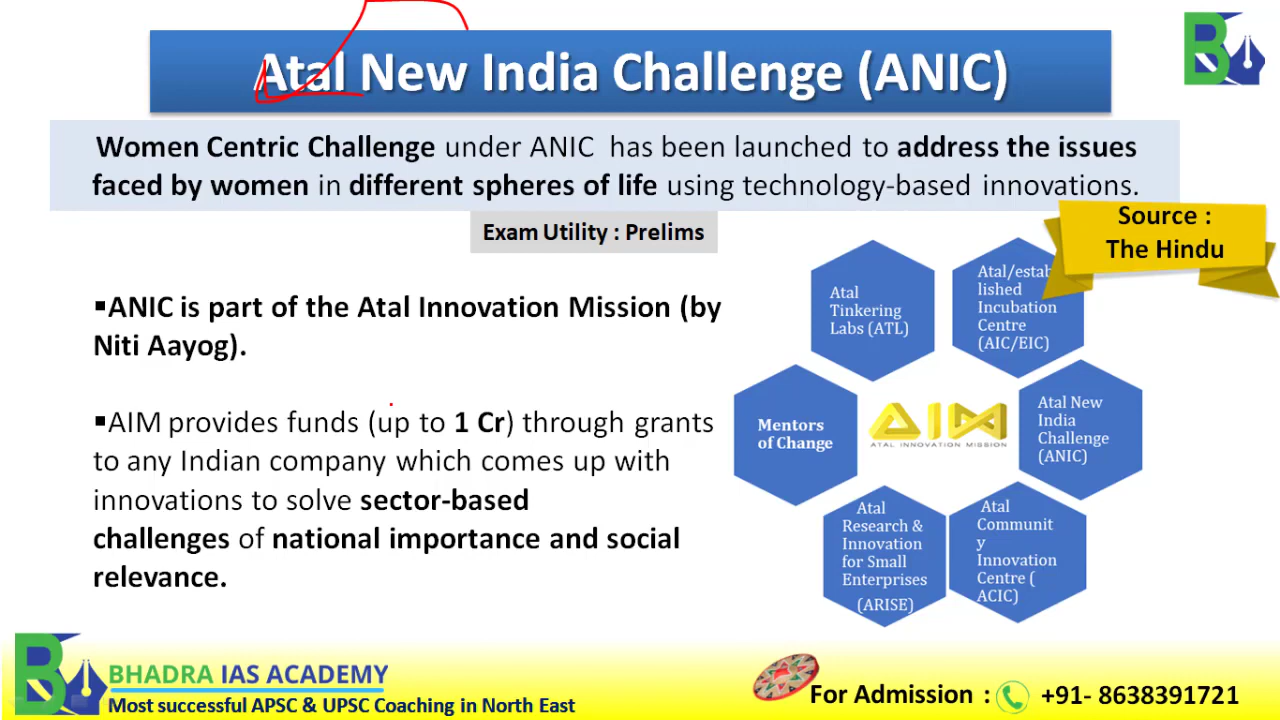 Atal New India Challenge (ANIC)
Women Centric Challenge under ANIC has been launched to address the issues
faced by women in different spheres of life using technology-based innovations.
Exam Utility : Prelims
Source :
The Hindu
▪ANIC is part of the Atal Innovation Mission (by
Niti Aayog).
▪AIM provides funds (up to 1 Cr) through grants
to any Indian company which comes up with
innovations to solve sector-based
challenges of national importance and social
relevance.
Atal
Tinkering
Labs (ATL)
Atal/estab
lished
Incubation
Centre
(AIC/EIC)
Mentors
of Change
AIM
ATAL INNOVATION MISSION
Atal New
India
Challenge
(ANIC)
Atal
Research &
Innovation
for Small
Enterprises
(ARISE)
Atal
Communit
y
Innovation
Centre (
ACIC)
BHADRA IAS ACADEMY
Most successful APSC & UPSC Coaching in North East
For Admission : +91- 8638391721